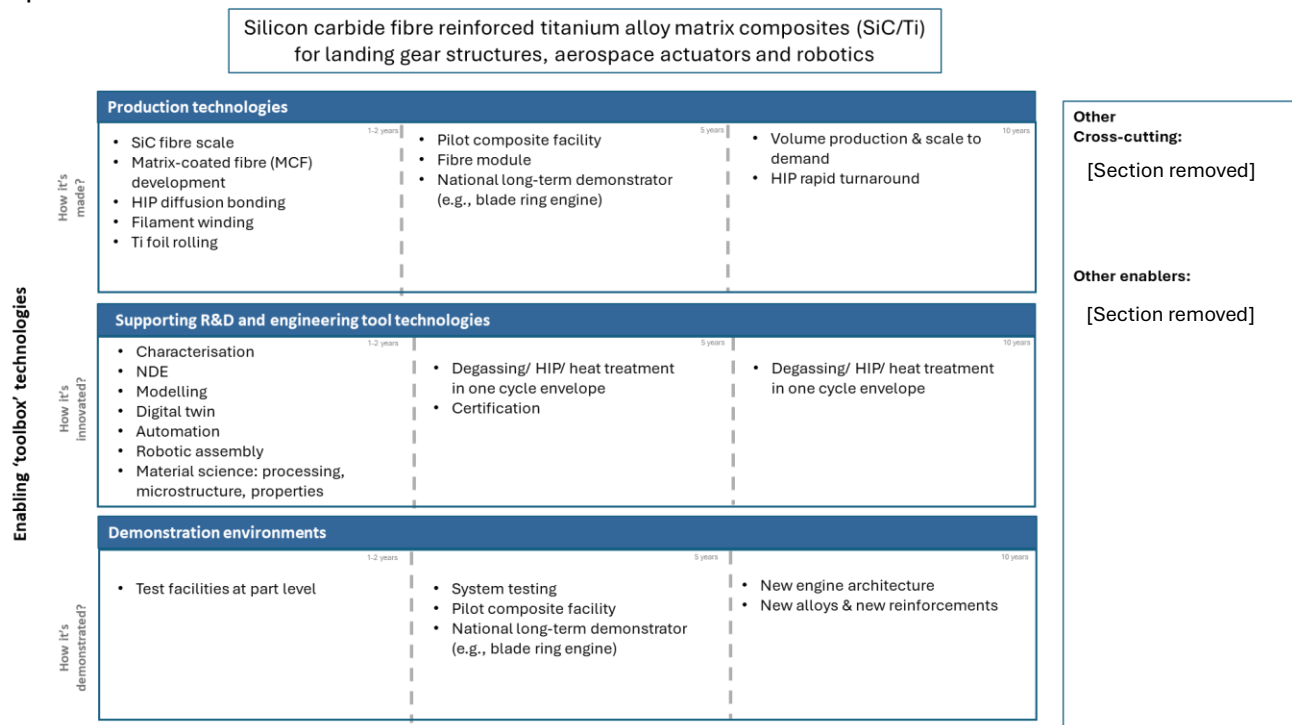 Silicon carbide fibre reinforced titanium alloy matrix composites (SiC/Ti)
for landing gear structures, aerospace actuators and robotics
Enabling ‘toolbox’ technologies
How it's
made?
Production technologies
1-2 years
• SiC fibre scale
• Matrix-coated fibre (MCF)
development
• HIP diffusion bonding
• Filament winding
• Ti foil rolling
5 years
• Pilot composite facility
• Fibre module
• National long-term demonstrator
(e.g., blade ring engine)
10 years
• Volume production & scale to
demand
• HIP rapid turnaround
How it's
innovated?
Supporting R&D and engineering tool technologies
1-2 years
• Characterisation
• NDE
• Modelling
• Digital twin
• Automation
• Robotic assembly
• Material science: processing,
microstructure, properties
5 years
• Degassing/ HIP/ heat treatment
in one cycle envelope
• Certification
10 years
• Degassing/ HIP/ heat treatment
in one cycle envelope
How it's
demonstrated?
Demonstration environments
1-2 years
• Test facilities at part level
5 years
• System testing
• Pilot composite facility
• National long-term demonstrator
(e.g., blade ring engine)
10 years
• New engine architecture
• New alloys & new reinforcements
Other
Cross-cutting:
[Section removed]
Other enablers:
[Section removed]